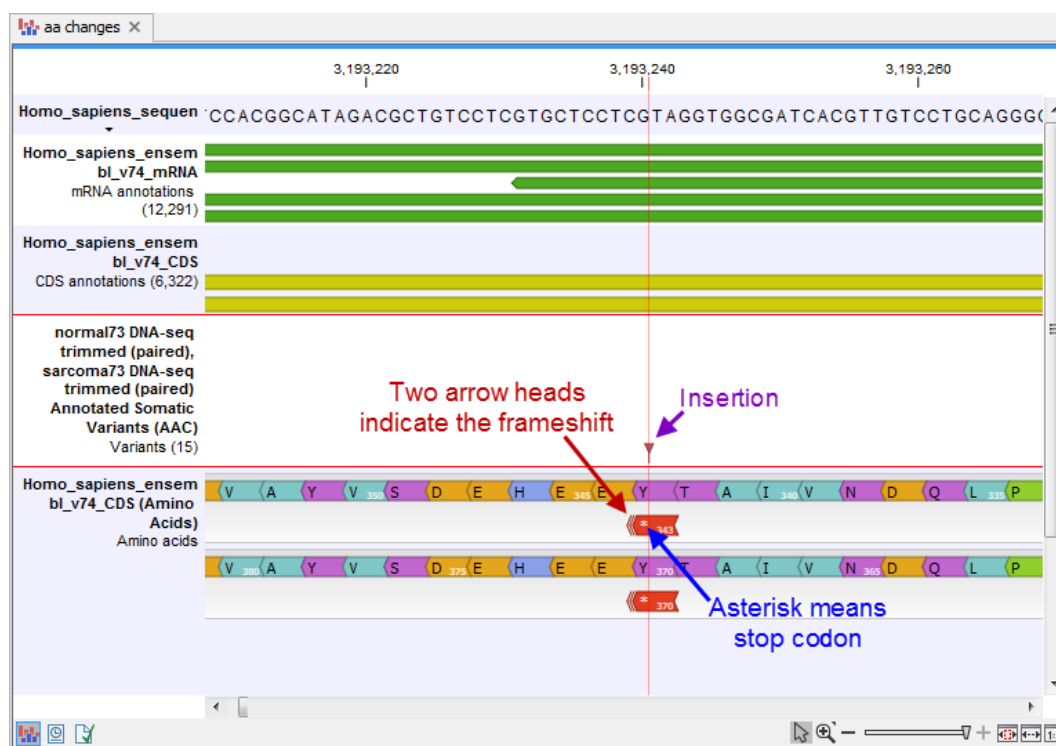 aa changes
3,193,220 3,193,240 3,193,260
Homo_sapiens_sequen CCACGGCATAGACGCTGTCCTCGTGCTCCTCGTAGGTGGCGATCACGTTGTCCTGCAGGG
Homo_sapiens_ensem
bl_v74_mRNA
mRNA annotations
(12,291)
Homo_sapiens_ensem
bl_v74_CDS
CDS annotations (6,322)
normal73 DNA-seq
trimmed (paired),
sarcoma73 DNA-seq
trimmed (paired)
Annotated Somatic
Variants (AAC)
Variants (15)
Two arrow heads
indicate the frameshift
Insertion
Homo_sapiens_ensem
bl_v74_CDS (Amino
Acids)
Amino acids
V A Y V 350 S D E H E 345 E Y T A I 340 V N D Q L 335 P
* 343
V 380 A Y V S D 375 E H E E Y 370 T A I V N 365 D Q L P
* 370
Asterisk means
stop codon